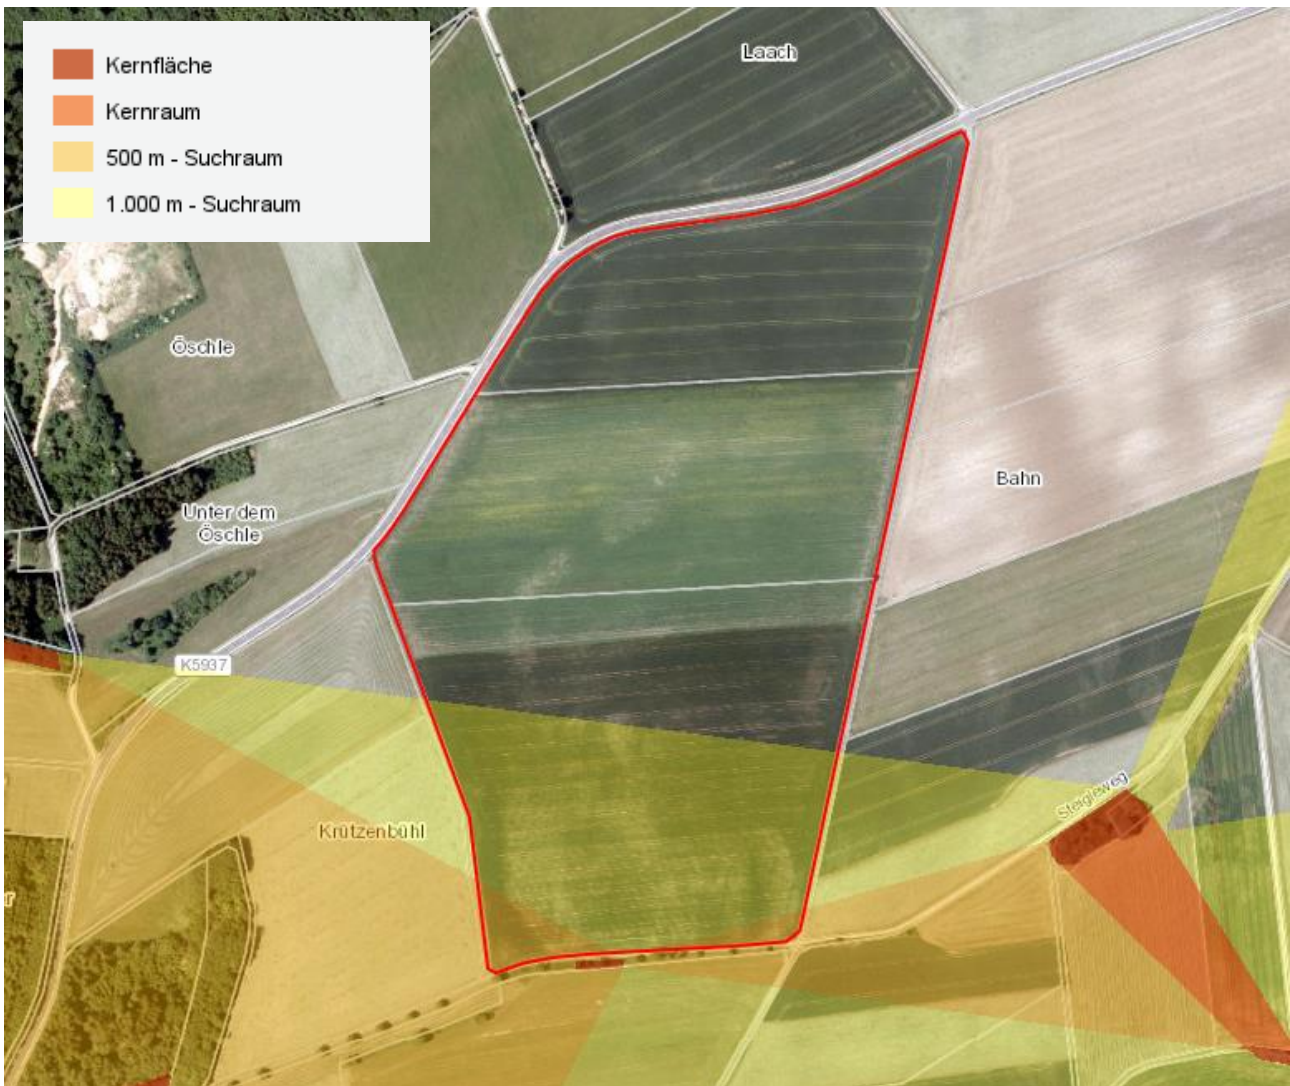 Kernfläche
Kernraum
500 m - Suchraum
1.000 m - Suchraum
Laach
Öschle
Bahn
Unter dem
Öschle
K5937
Steigleweg
Krützenbühl
r